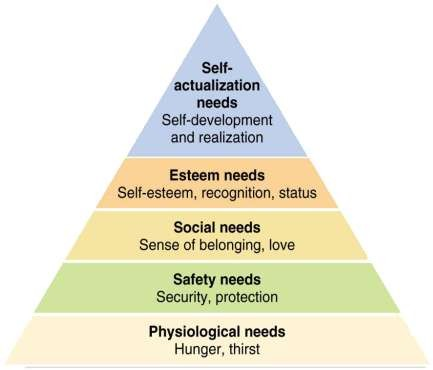 Self-
actualization
needs
Self-development
and realization
Esteem needs
Self-esteem, recognition, status
Social needs
Sense of belonging, love
Safety needs
Security, protection
Physiological needs
Hunger, thirst